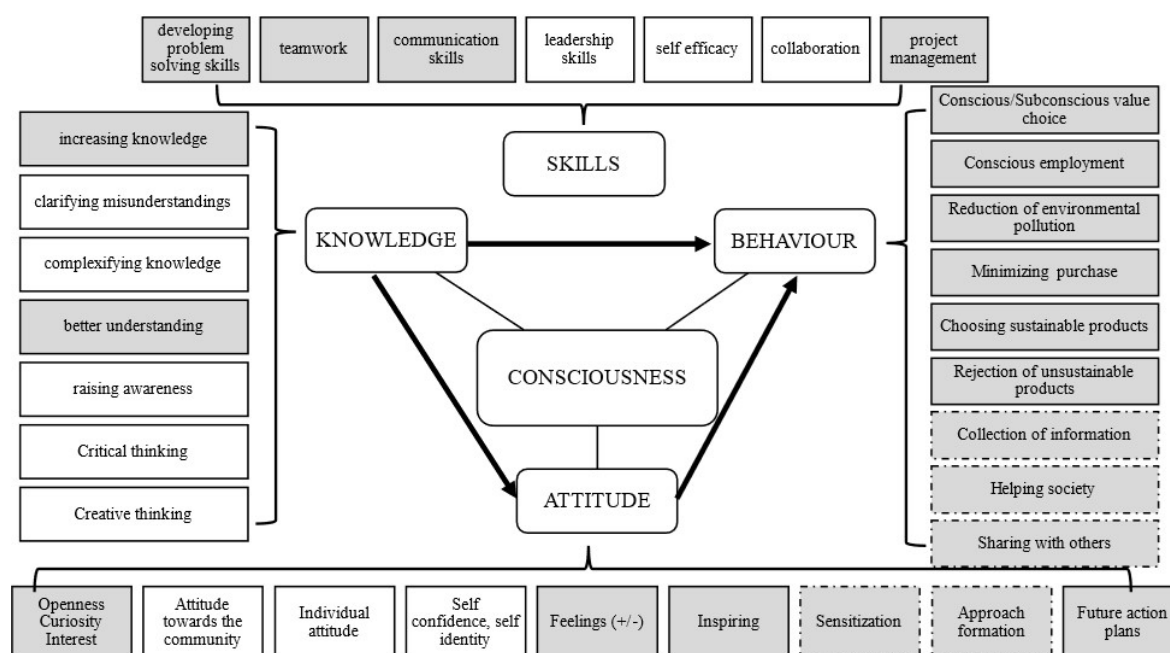 developing
problem
solving skills
teamwork
communication
skills
leadership
skills
self efficacy
collaboration
project
management
SKILLS
increasing knowledge
clarifying misunderstandings
complexifying knowledge
better understanding
raising awareness
Critical thinking
Creative thinking
KNOWLEDGE
BEHAVIOUR
CONSCIOUSNESS
ATTITUDE
Conscious/Subconscious value
choice
Conscious employment
Reduction of environmental
pollution
Minimizing purchase
Choosing sustainable products
Rejection of unsustainable
products
Collection of information
Helping society
Sharing with others
Openness
Curiosity
Interest
Attitude
towards the
community
Individual
attitude
Self
confidence, self
identity
Feelings (+/-)
Inspiring
Sensitization
Approach
formation
Future action
plans